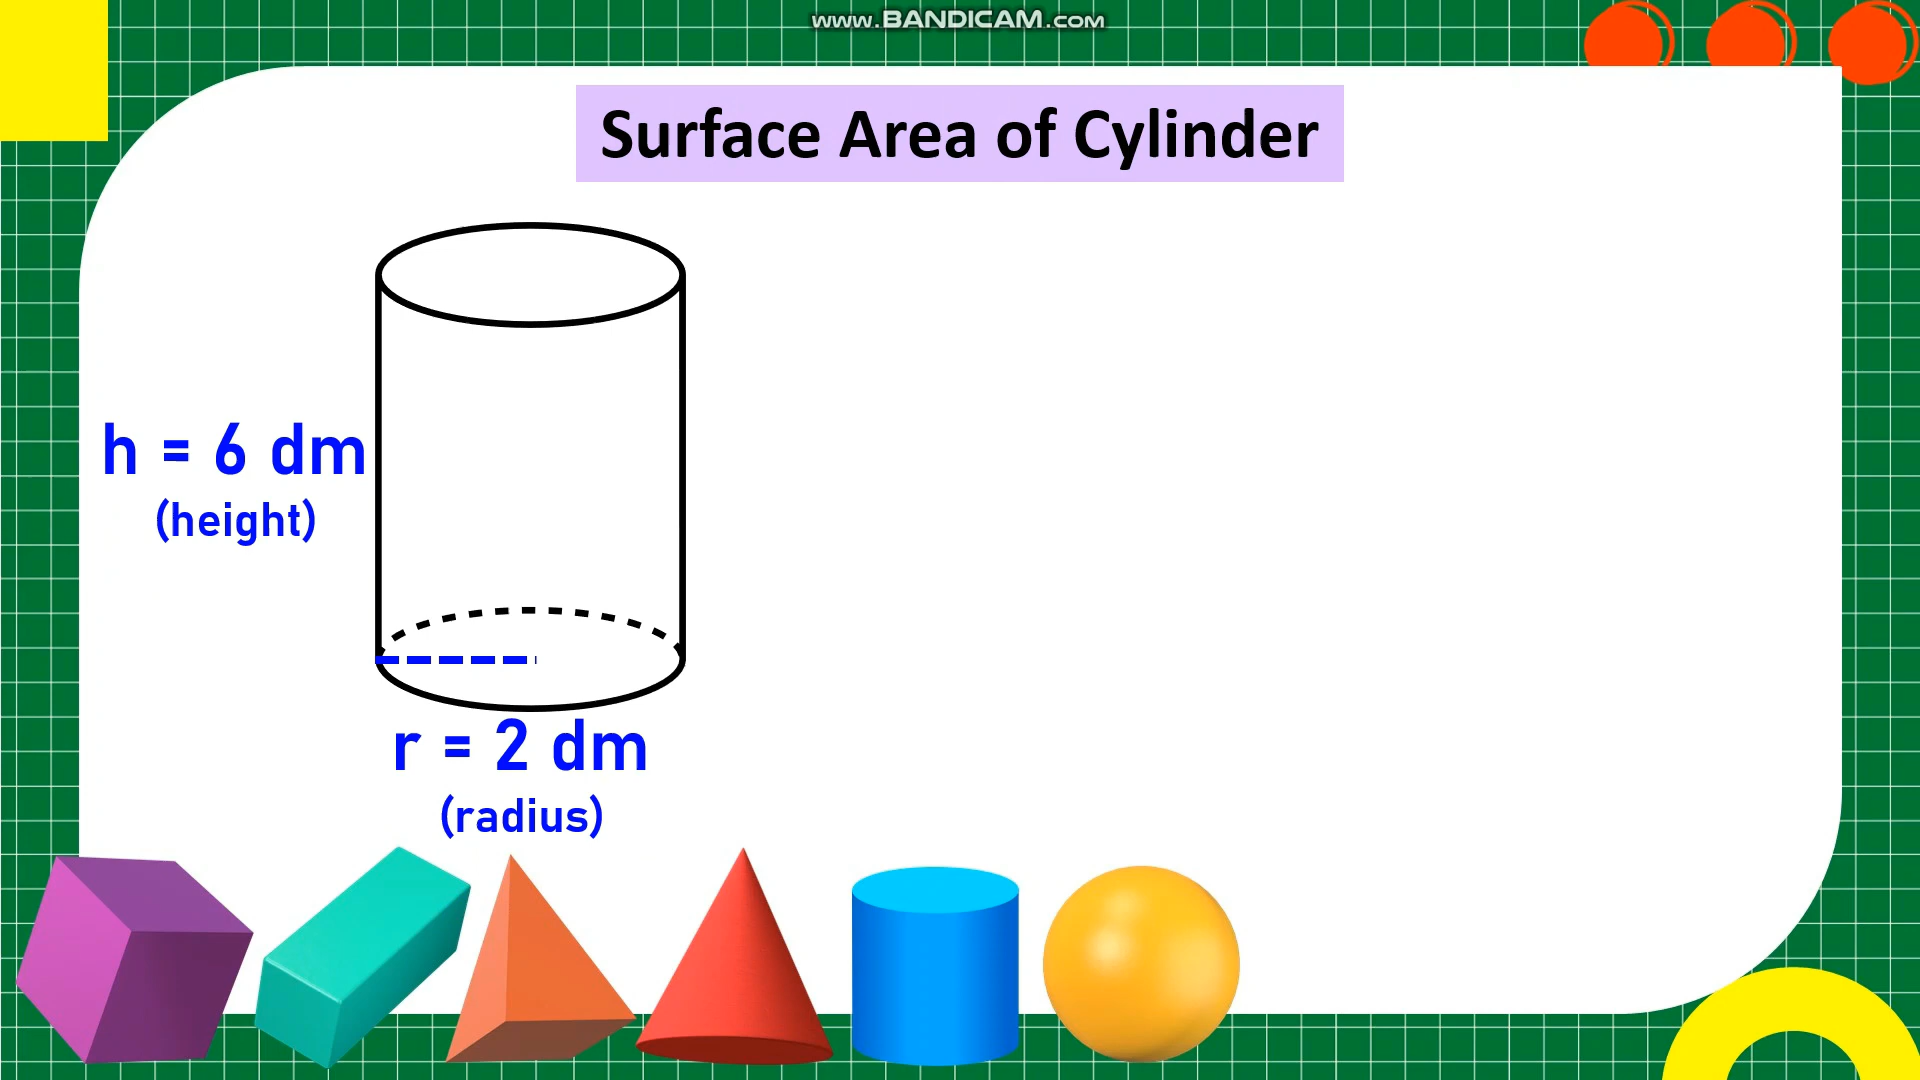 www.BANDICAM.com
Surface Area of Cylinder
h = 6 dm
(height)
r = 2 dm
(radius)